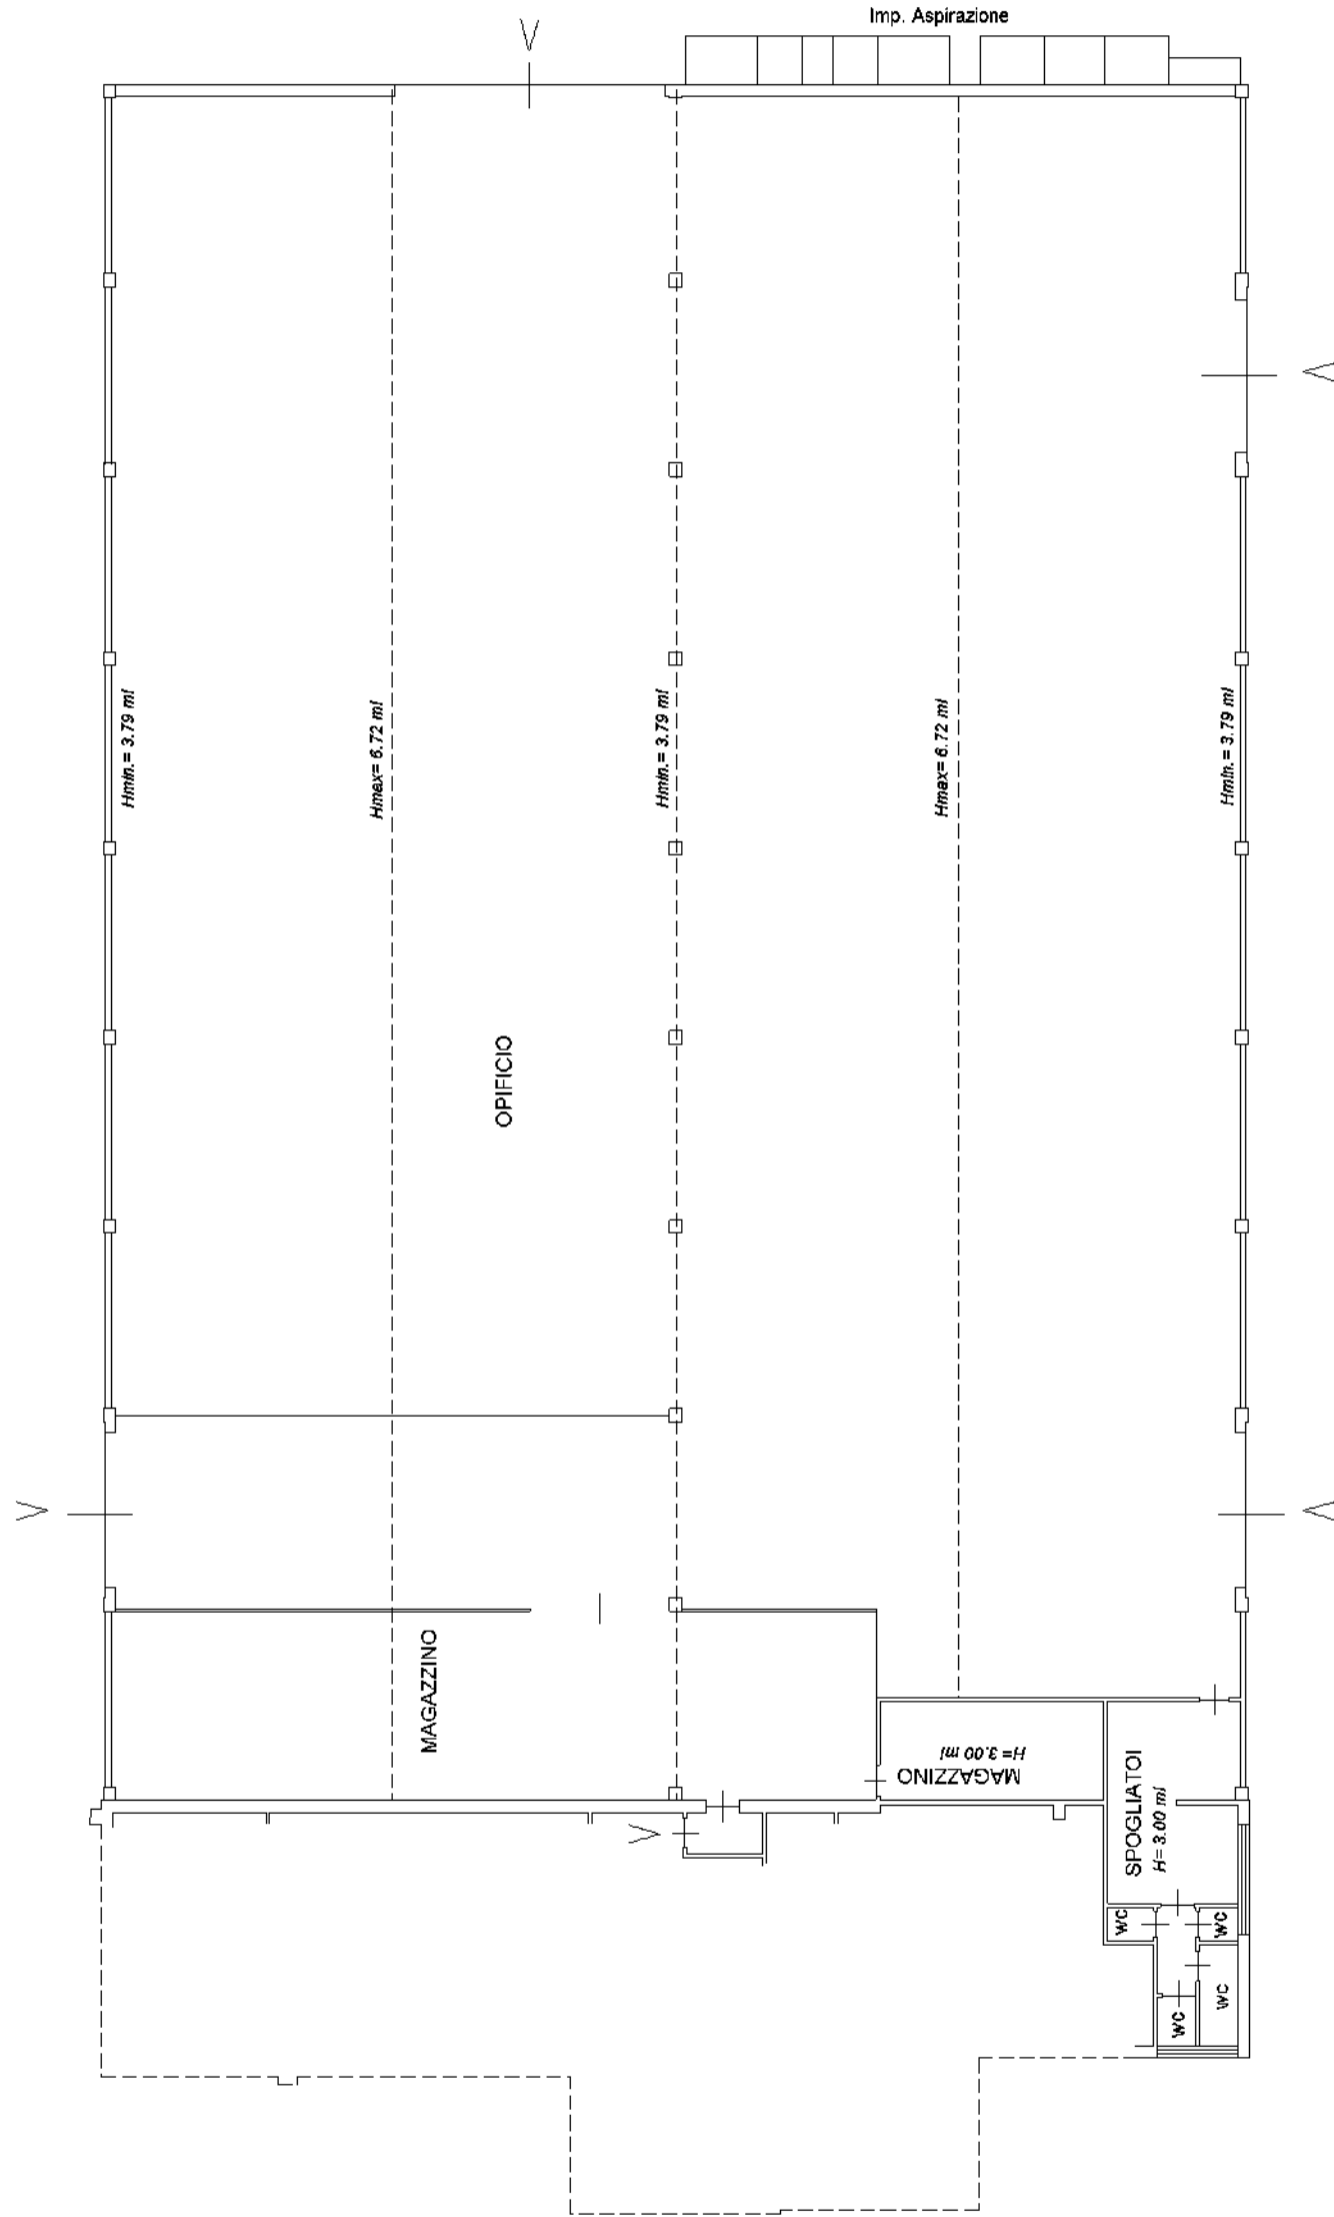 Imp. Aspirazione
Hmin.= 3.79 ml
Hmax= 6.72 ml
Hmin.= 3.79 ml
Hmax= 6.72 ml
Hmin.= 3.79 ml
OPIFICIO
MAGAZZINO
MAGAZZINO
H= 3.00 ml
SPOGLIATOI
H= 3.00 ml
WC
WC
WC
WC